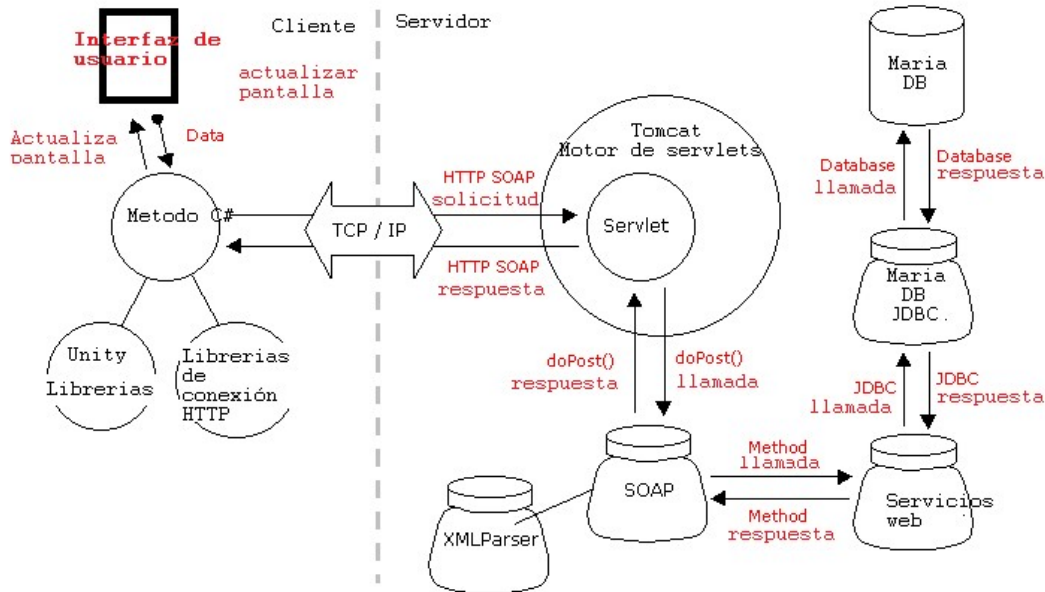 Cliente
Servidor
Interfaz de
usuario
actualizar
pantalla
Actualiza
pantalla
Data
Metodo C#
Unity
Librerias
Librerias
de
conexión
HTTP
TCP / IP
HTTP SOAP
solicitud
HTTP SOAP
respuesta
Tomcat
Motor de servlets
Servlet
doPost()
respuesta
doPost()
llamada
SOAP
XMLParser
Method
llamada
Method
respuesta
Servicios
web
JDBC
llamada
JDBC
respuesta
Maria
DB
JDBC.
Database
llamada
Database
respuesta
Maria
DB